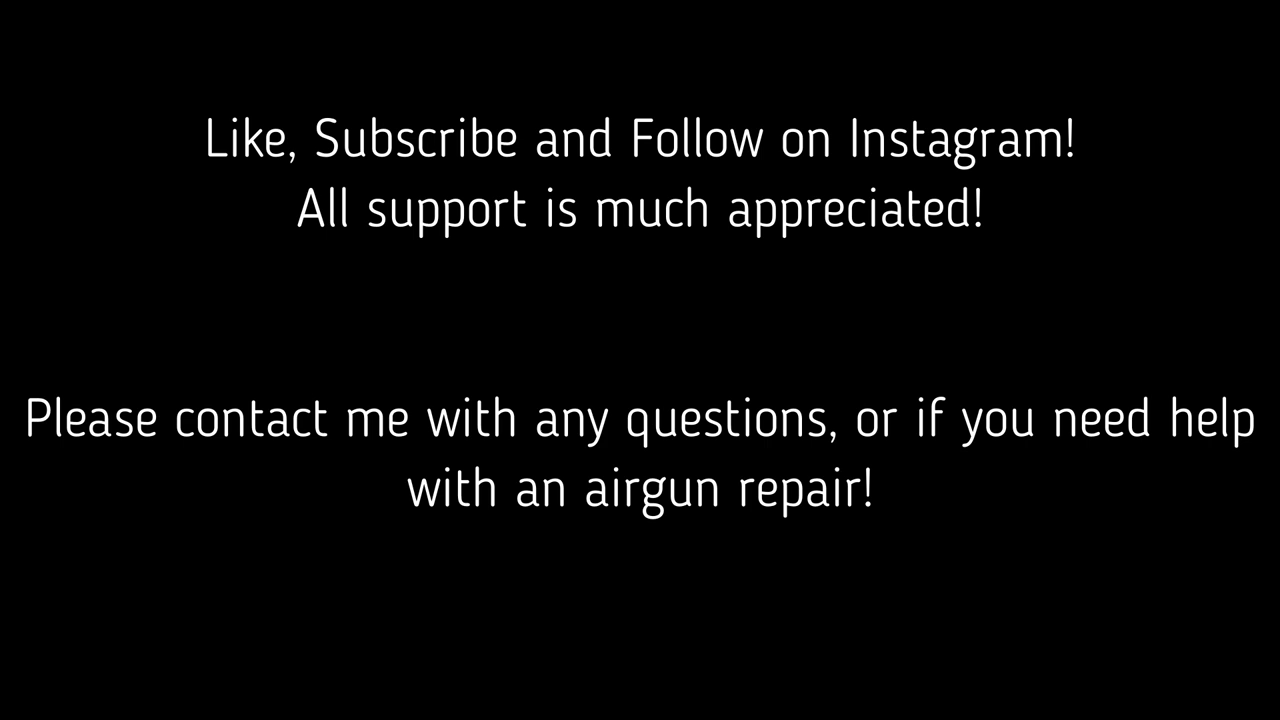 Like, Subscribe and Follow on Instagram!
All support is much appreciated!
Please contact me with any questions, or if you need help
with an airgun repair!